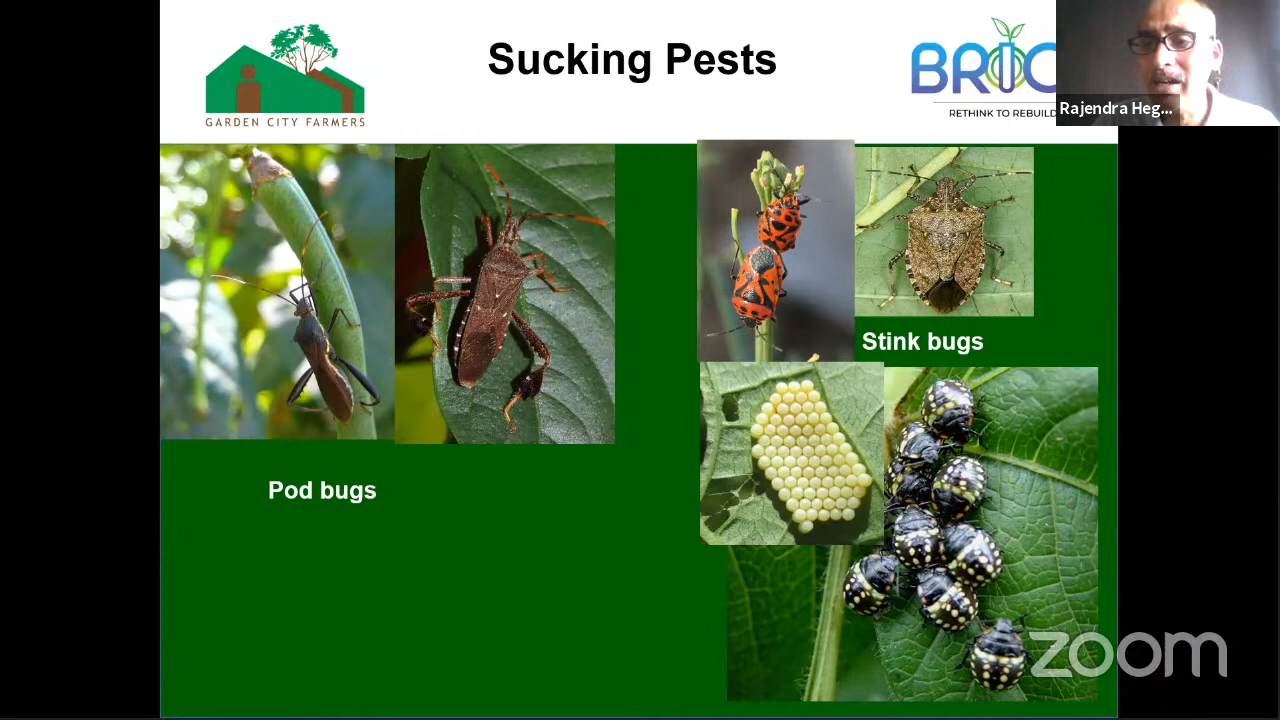 Sucking Pests
GARDEN CITY FARMERS
BRIC
RETHINK TO REBUILD
Rajendra Heg...
Stink bugs
Pod bugs
zoom